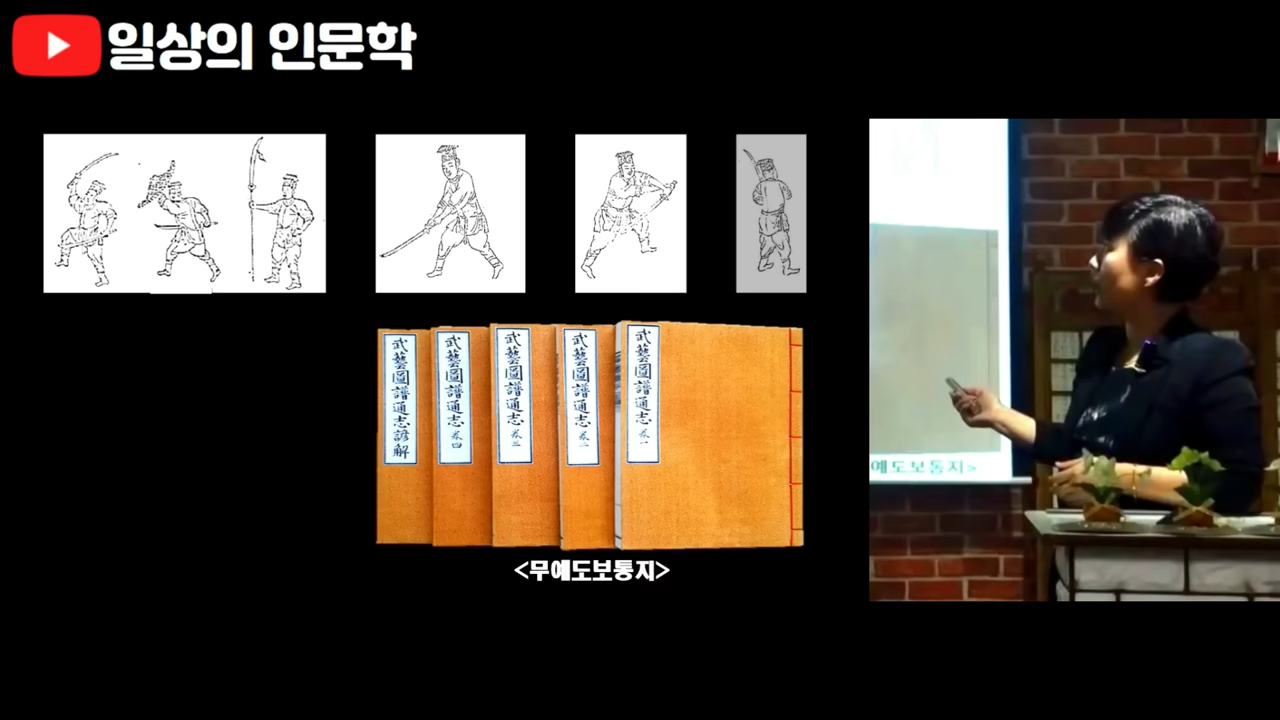 일상의 인문학
武藝圖譜通志諺解
武藝圖譜通志 卷四
武藝圖譜通志 卷三
武藝圖譜通志 卷二
武藝圖譜通志 卷一
<무예도보통지>
예도보통지>